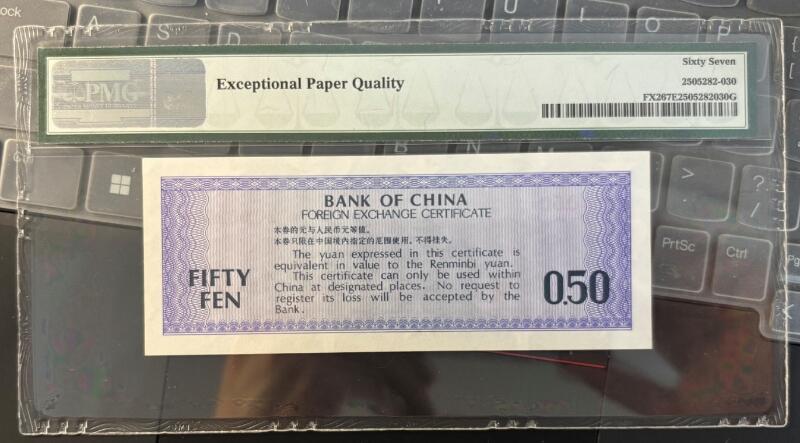 ock
A
S
D
U
I
O
P
PMG
Exceptional Paper Quality
Sixty Seven
2505282-030
FX267E2505282030G
B
N
M
BANK OF CHINA
FOREIGN EXCHANGE CERTIFICATE
本券的元与人民币元等值。
本券只限在中国境内指定的范围使用,不得挂失。
The yuan expressed in this certificate is
equivalent in value to the Renminbi yuan.
This certificate can only be used within
China at designated places. No request to
register its loss will be accepted by the
Bank.
FIFTY
FEN
0.50
>
.
?
/
PrtSc
Ctrl
Pg